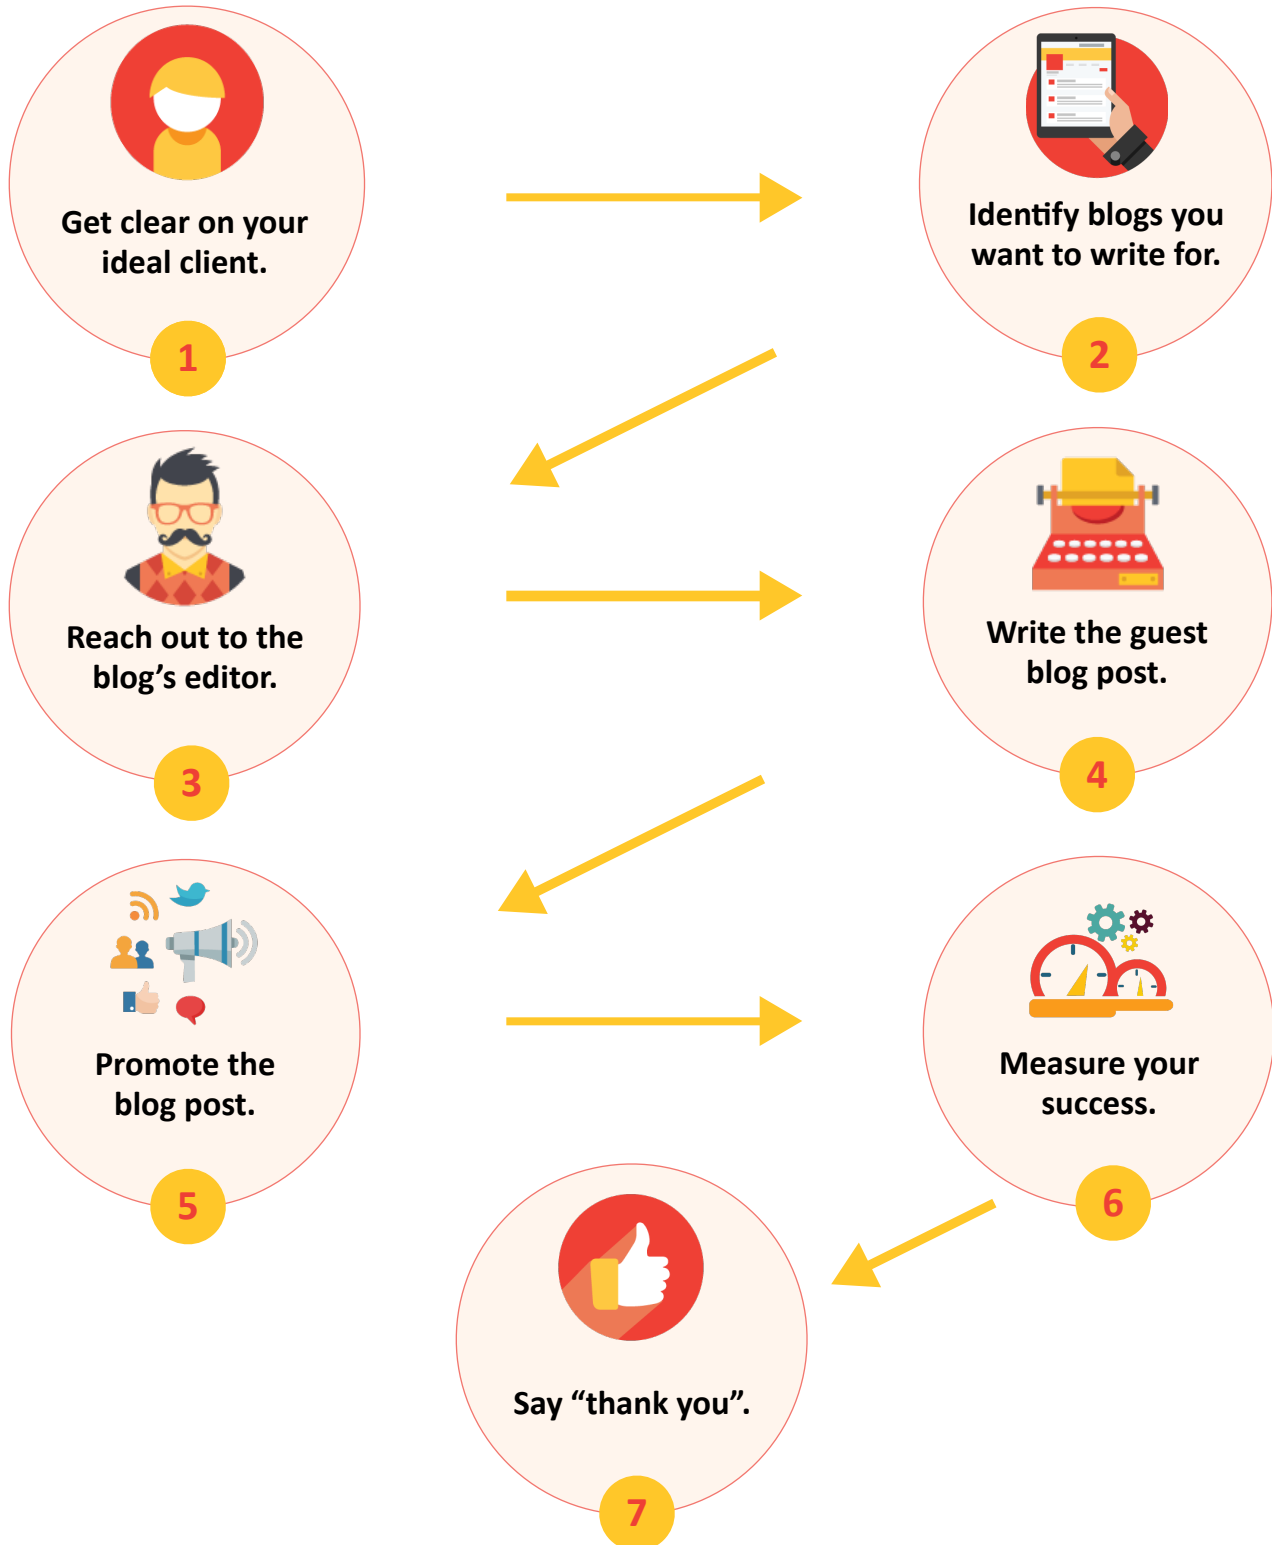 Get clear on your
ideal client.
1
Identify blogs you
want to write for.
2
Reach out to the
blog’s editor.
3
Write the guest
blog post.
4
Promote the
blog post.
5
Measure your
success.
6
Say “thank you”.
7